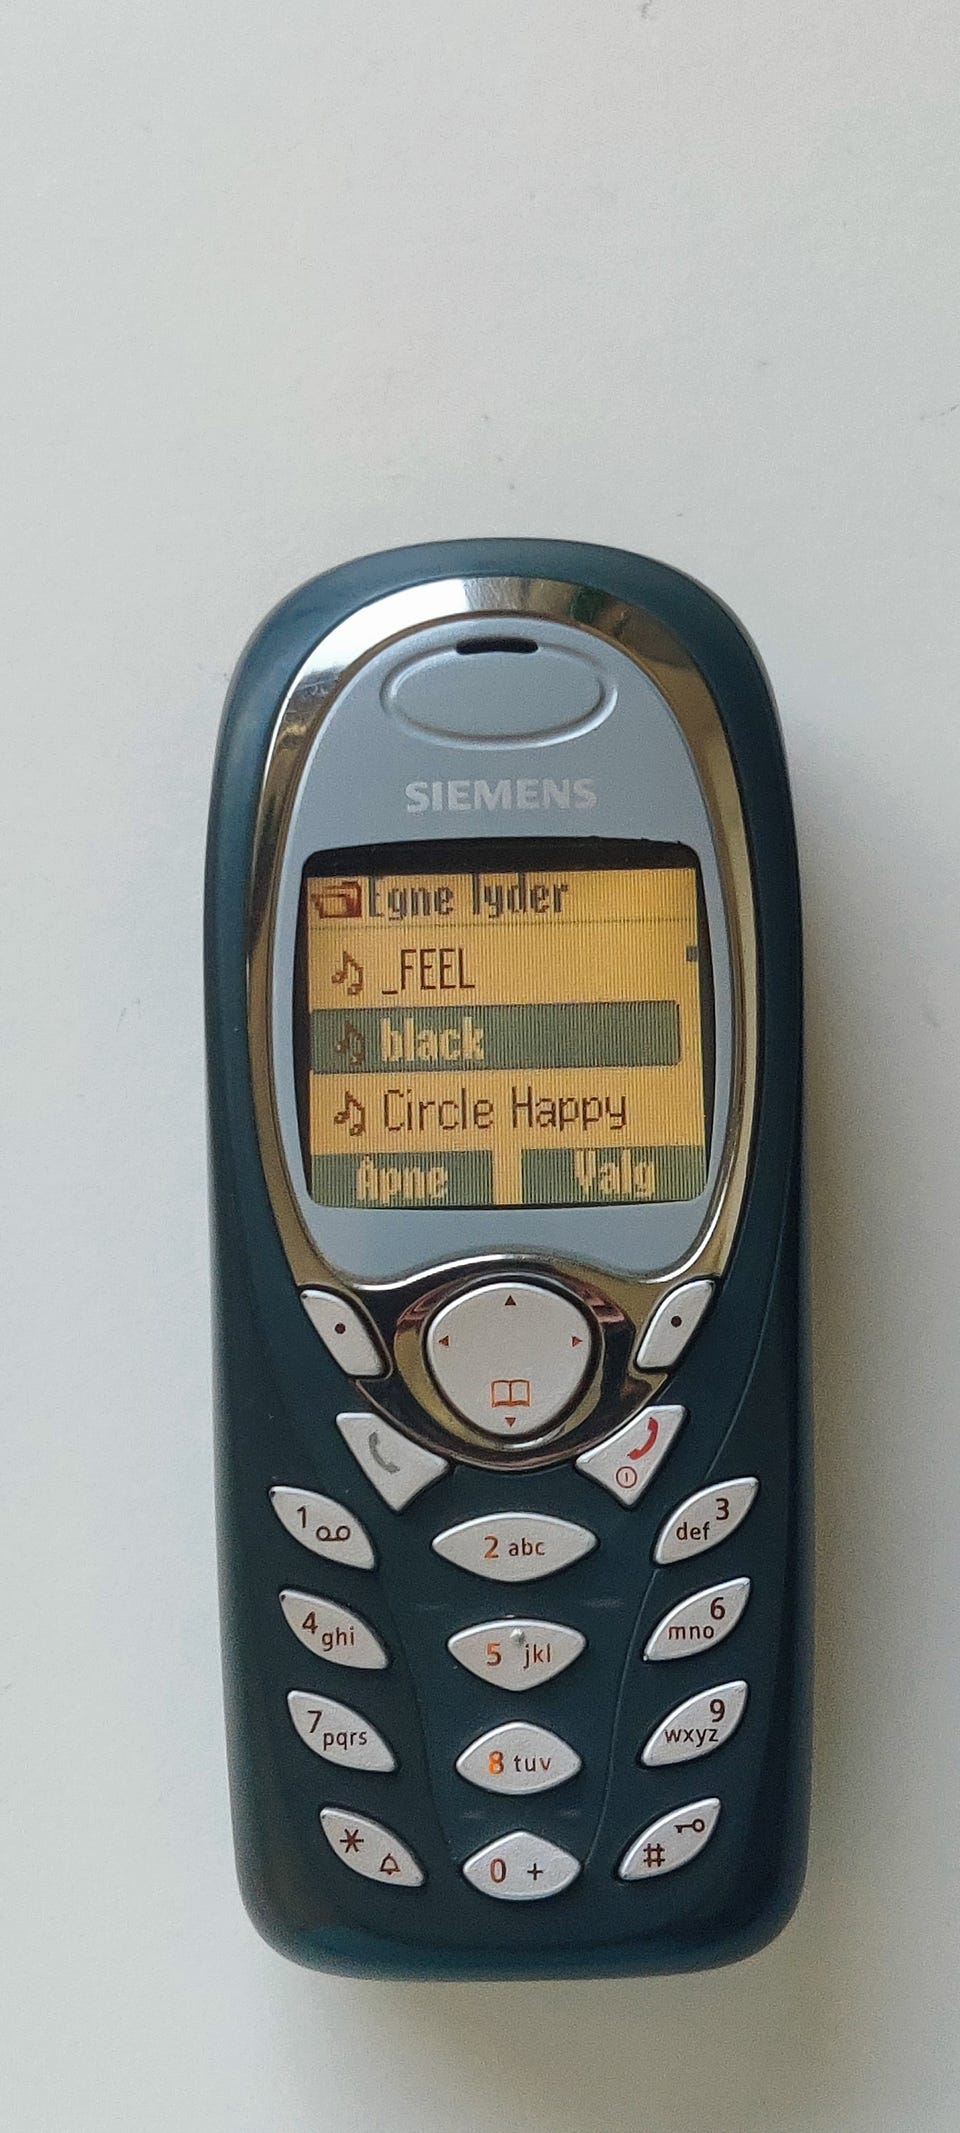 SIEMENS
Egne lyder
_FEEL
black
Circle Happy
Åpne Valg
1 2 abc def 3
4 ghi 5 jkl mno 6
7 pqrs 8 tuv wxyz 9
* 0 + #